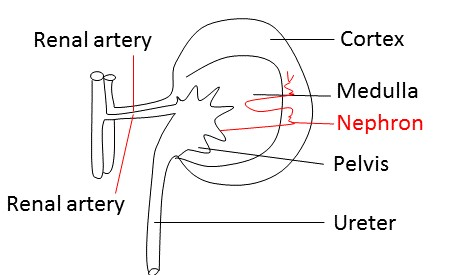 Renal artery
Cortex
Medulla
Nephron
Pelvis
Renal artery
Ureter